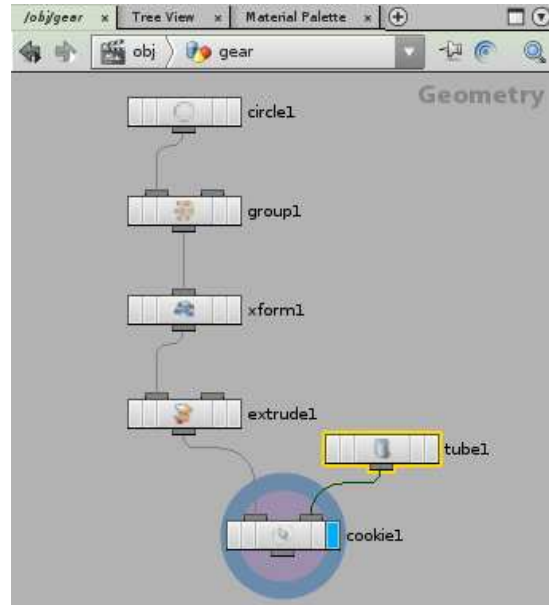 /obj/gear x Tree View x Material Palette x
obj gear
Geometry
circle1
group1
xform1
extrude1
tube1
cookie1